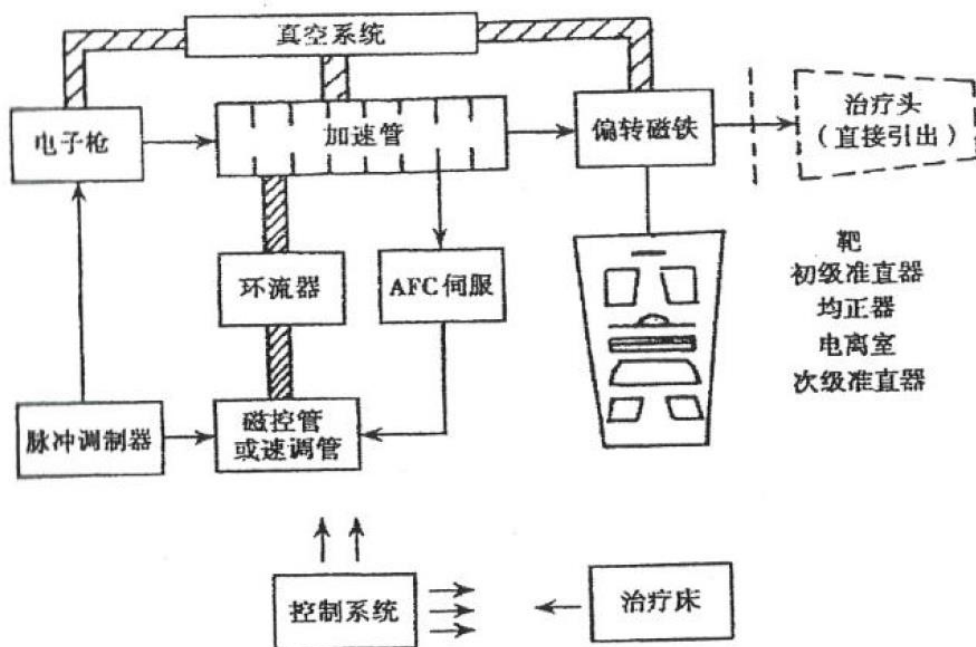 真空系统
电子枪
加速管
偏转磁铁
治疗头
（直接引出）
环流器
AFC伺服
靶
初级准直器
均正器
电离室
次级准直器
脉冲调制器
磁控管
或速调管
控制系统
治疗床